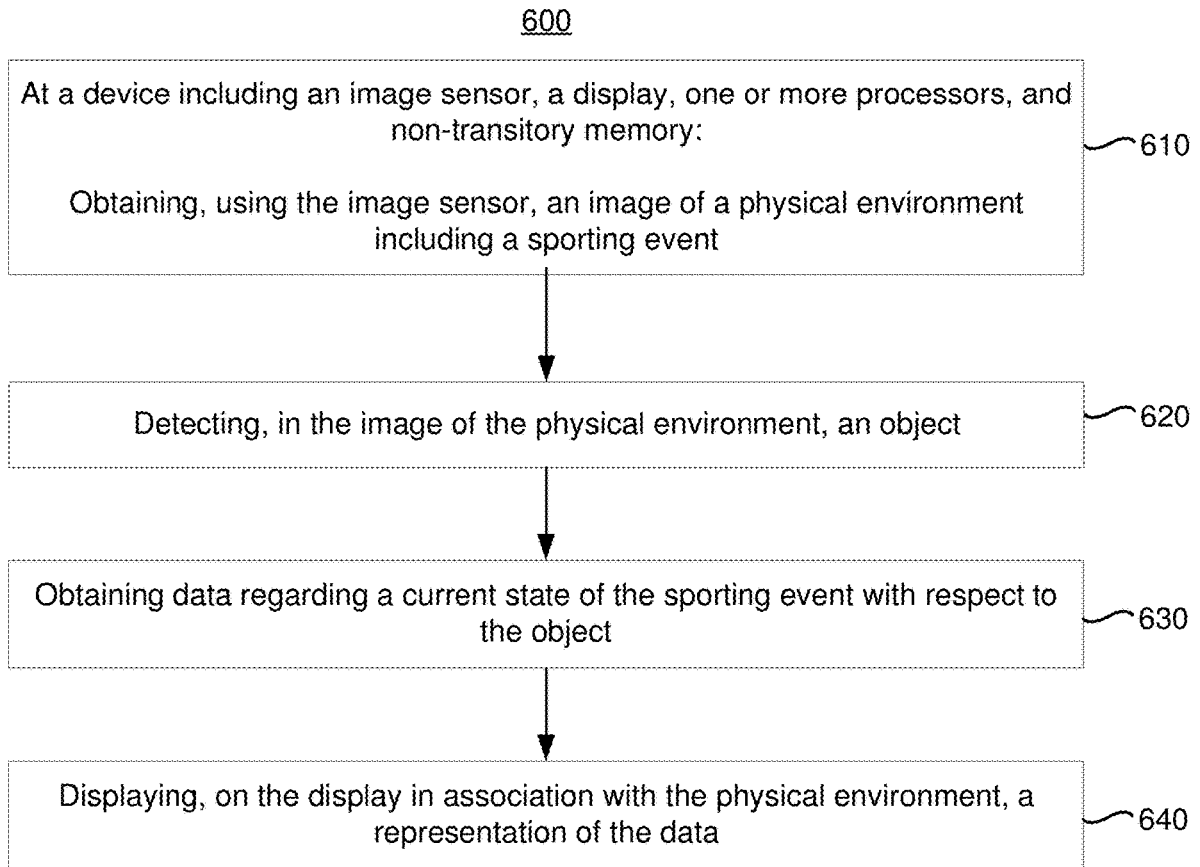 600
At a device including an image sensor, a display, one or more processors, and
non-transitory memory:
Obtaining, using the image sensor, an image of a physical environment
including a sporting event
610
Detecting, in the image of the physical environment, an object
620
Obtaining data regarding a current state of the sporting event with respect to
the object
630
Displaying, on the display in association with the physical environment, a
representation of the data
640